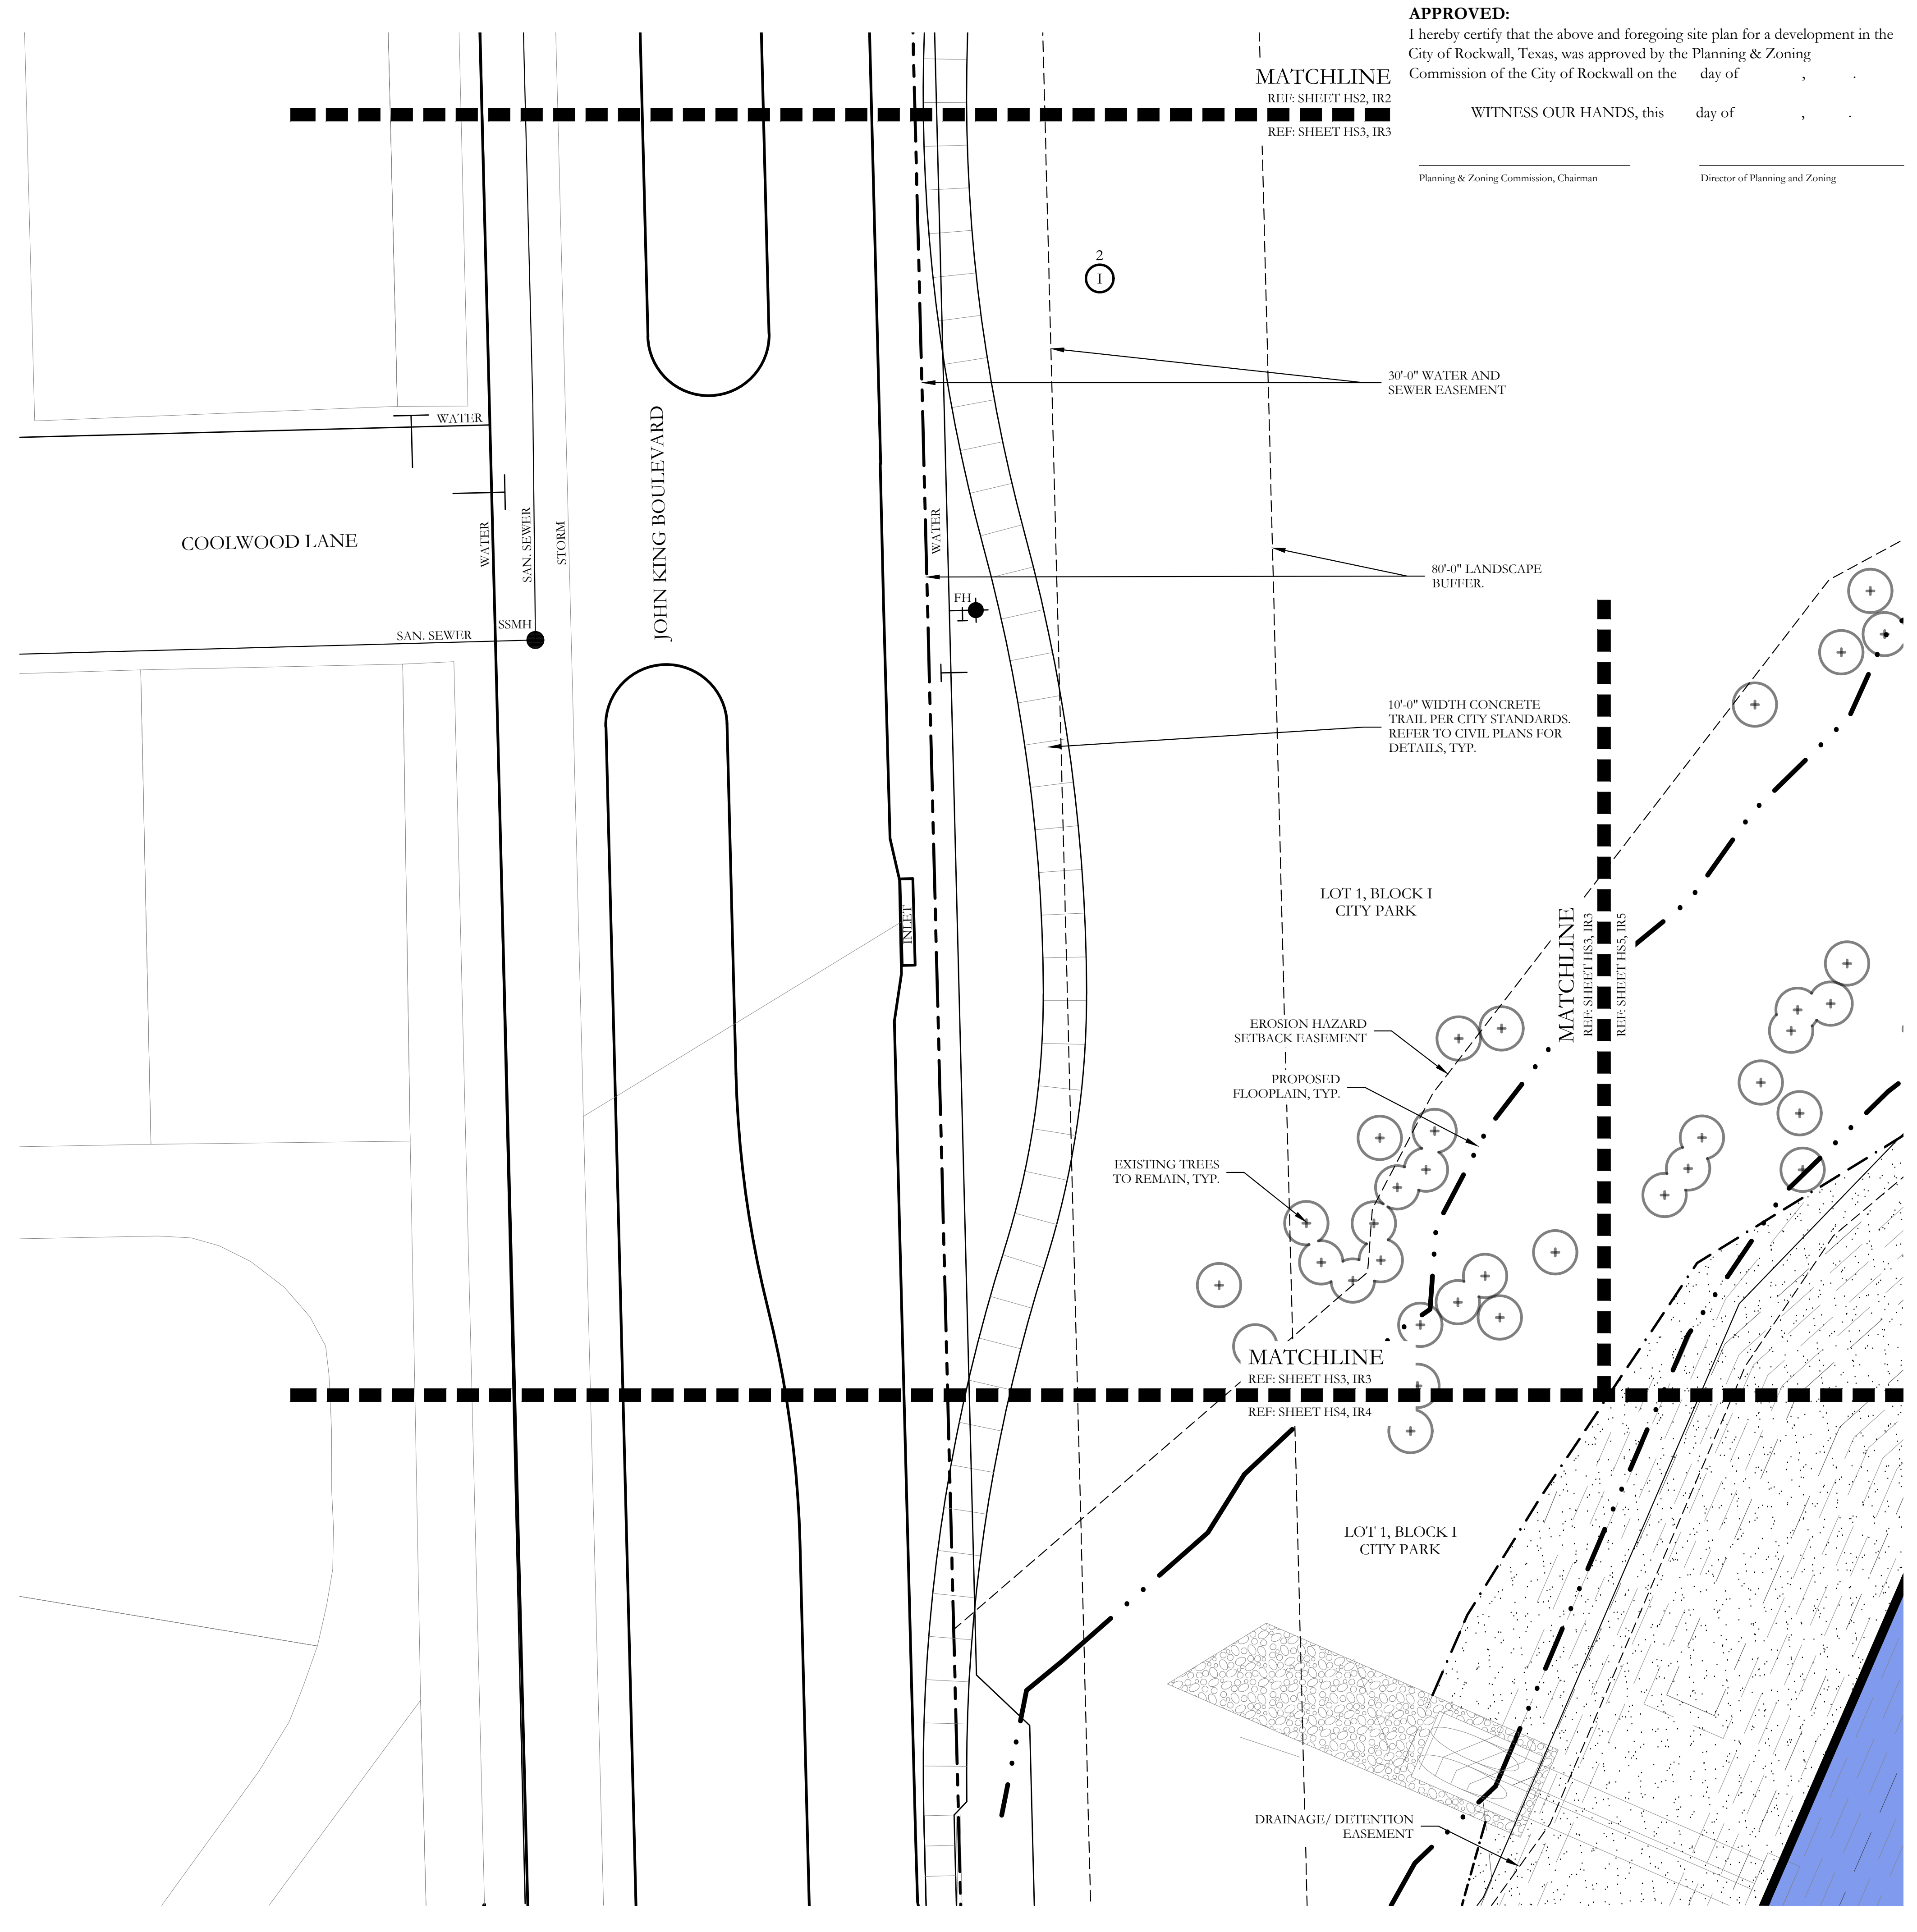 APPROVED:
I hereby certify that the above and foregoing site plan for a development in the
City of Rockwall, Texas, was approved by the Planning & Zoning
Commission of the City of Rockwall on the day of , .
WITNESS OUR HANDS, this day of , .
Planning & Zoning Commission, Chairman
Director of Planning and Zoning
MATCHLINE
REF: SHEET HS2, IR2
REF: SHEET HS3, IR3
2
I
30'-0" WATER AND
SEWER EASEMENT
WATER
COOLWOOD LANE
WATER
SAN. SEWER
STORM
JOHN KING BOULEVARD
WATER
80'-0" LANDSCAPE
BUFFER.
FH
SSMH
SAN. SEWER
10'-0" WIDTH CONCRETE
TRAIL PER CITY STANDARDS.
REFER TO CIVIL PLANS FOR
DETAILS, TYP.
INLET
LOT 1, BLOCK I
CITY PARK
MATCHLINE
REF: SHEET HS3, IR3
REF: SHEET HS5, IR5
EROSION HAZARD
SETBACK EASEMENT
PROPOSED
FLOOPLAIN, TYP.
EXISTING TREES
TO REMAIN, TYP.
MATCHLINE
REF: SHEET HS3, IR3
REF: SHEET HS4, IR4
LOT 1, BLOCK I
CITY PARK
DRAINAGE/ DETENTION
EASEMENT